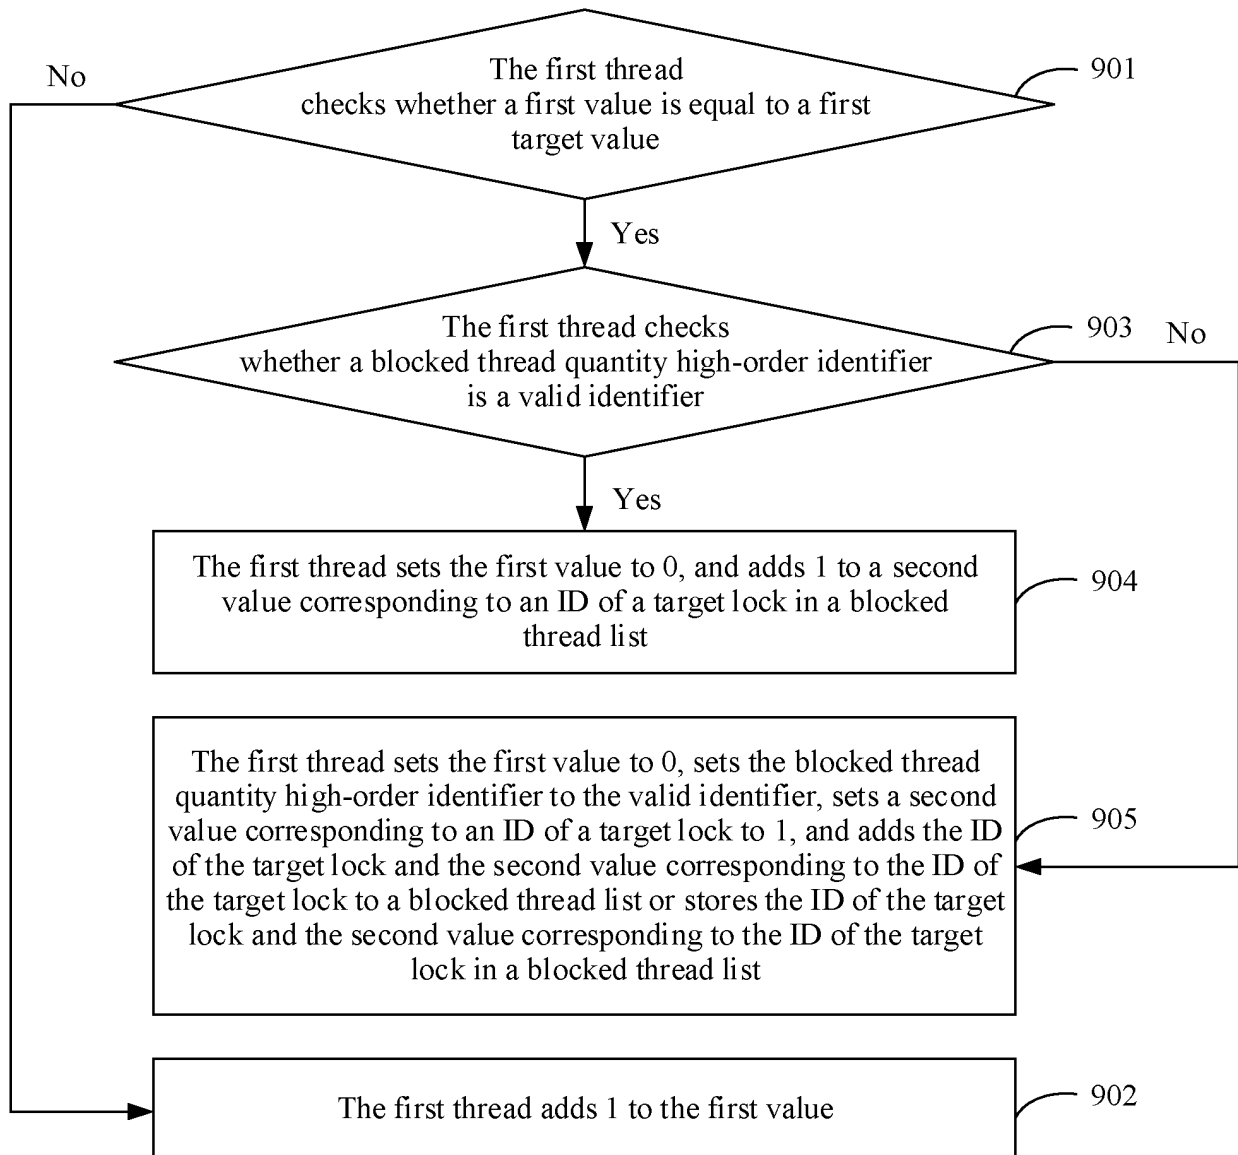 The first thread
checks whether a first value is equal to a first
target value
901
No
Yes
The first thread checks
whether a blocked thread quantity high-order identifier
is a valid identifier
903
No
Yes
The first thread sets the first value to 0, and adds 1 to a second
value corresponding to an ID of a target lock in a blocked
thread list
904
The first thread sets the first value to 0, sets the blocked thread
quantity high-order identifier to the valid identifier, sets a second
value corresponding to an ID of a target lock to 1, and adds the ID
of the target lock and the second value corresponding to the ID of
the target lock to a blocked thread list or stores the ID of the target
lock and the second value corresponding to the ID of the target
lock in a blocked thread list
905
The first thread adds 1 to the first value
902